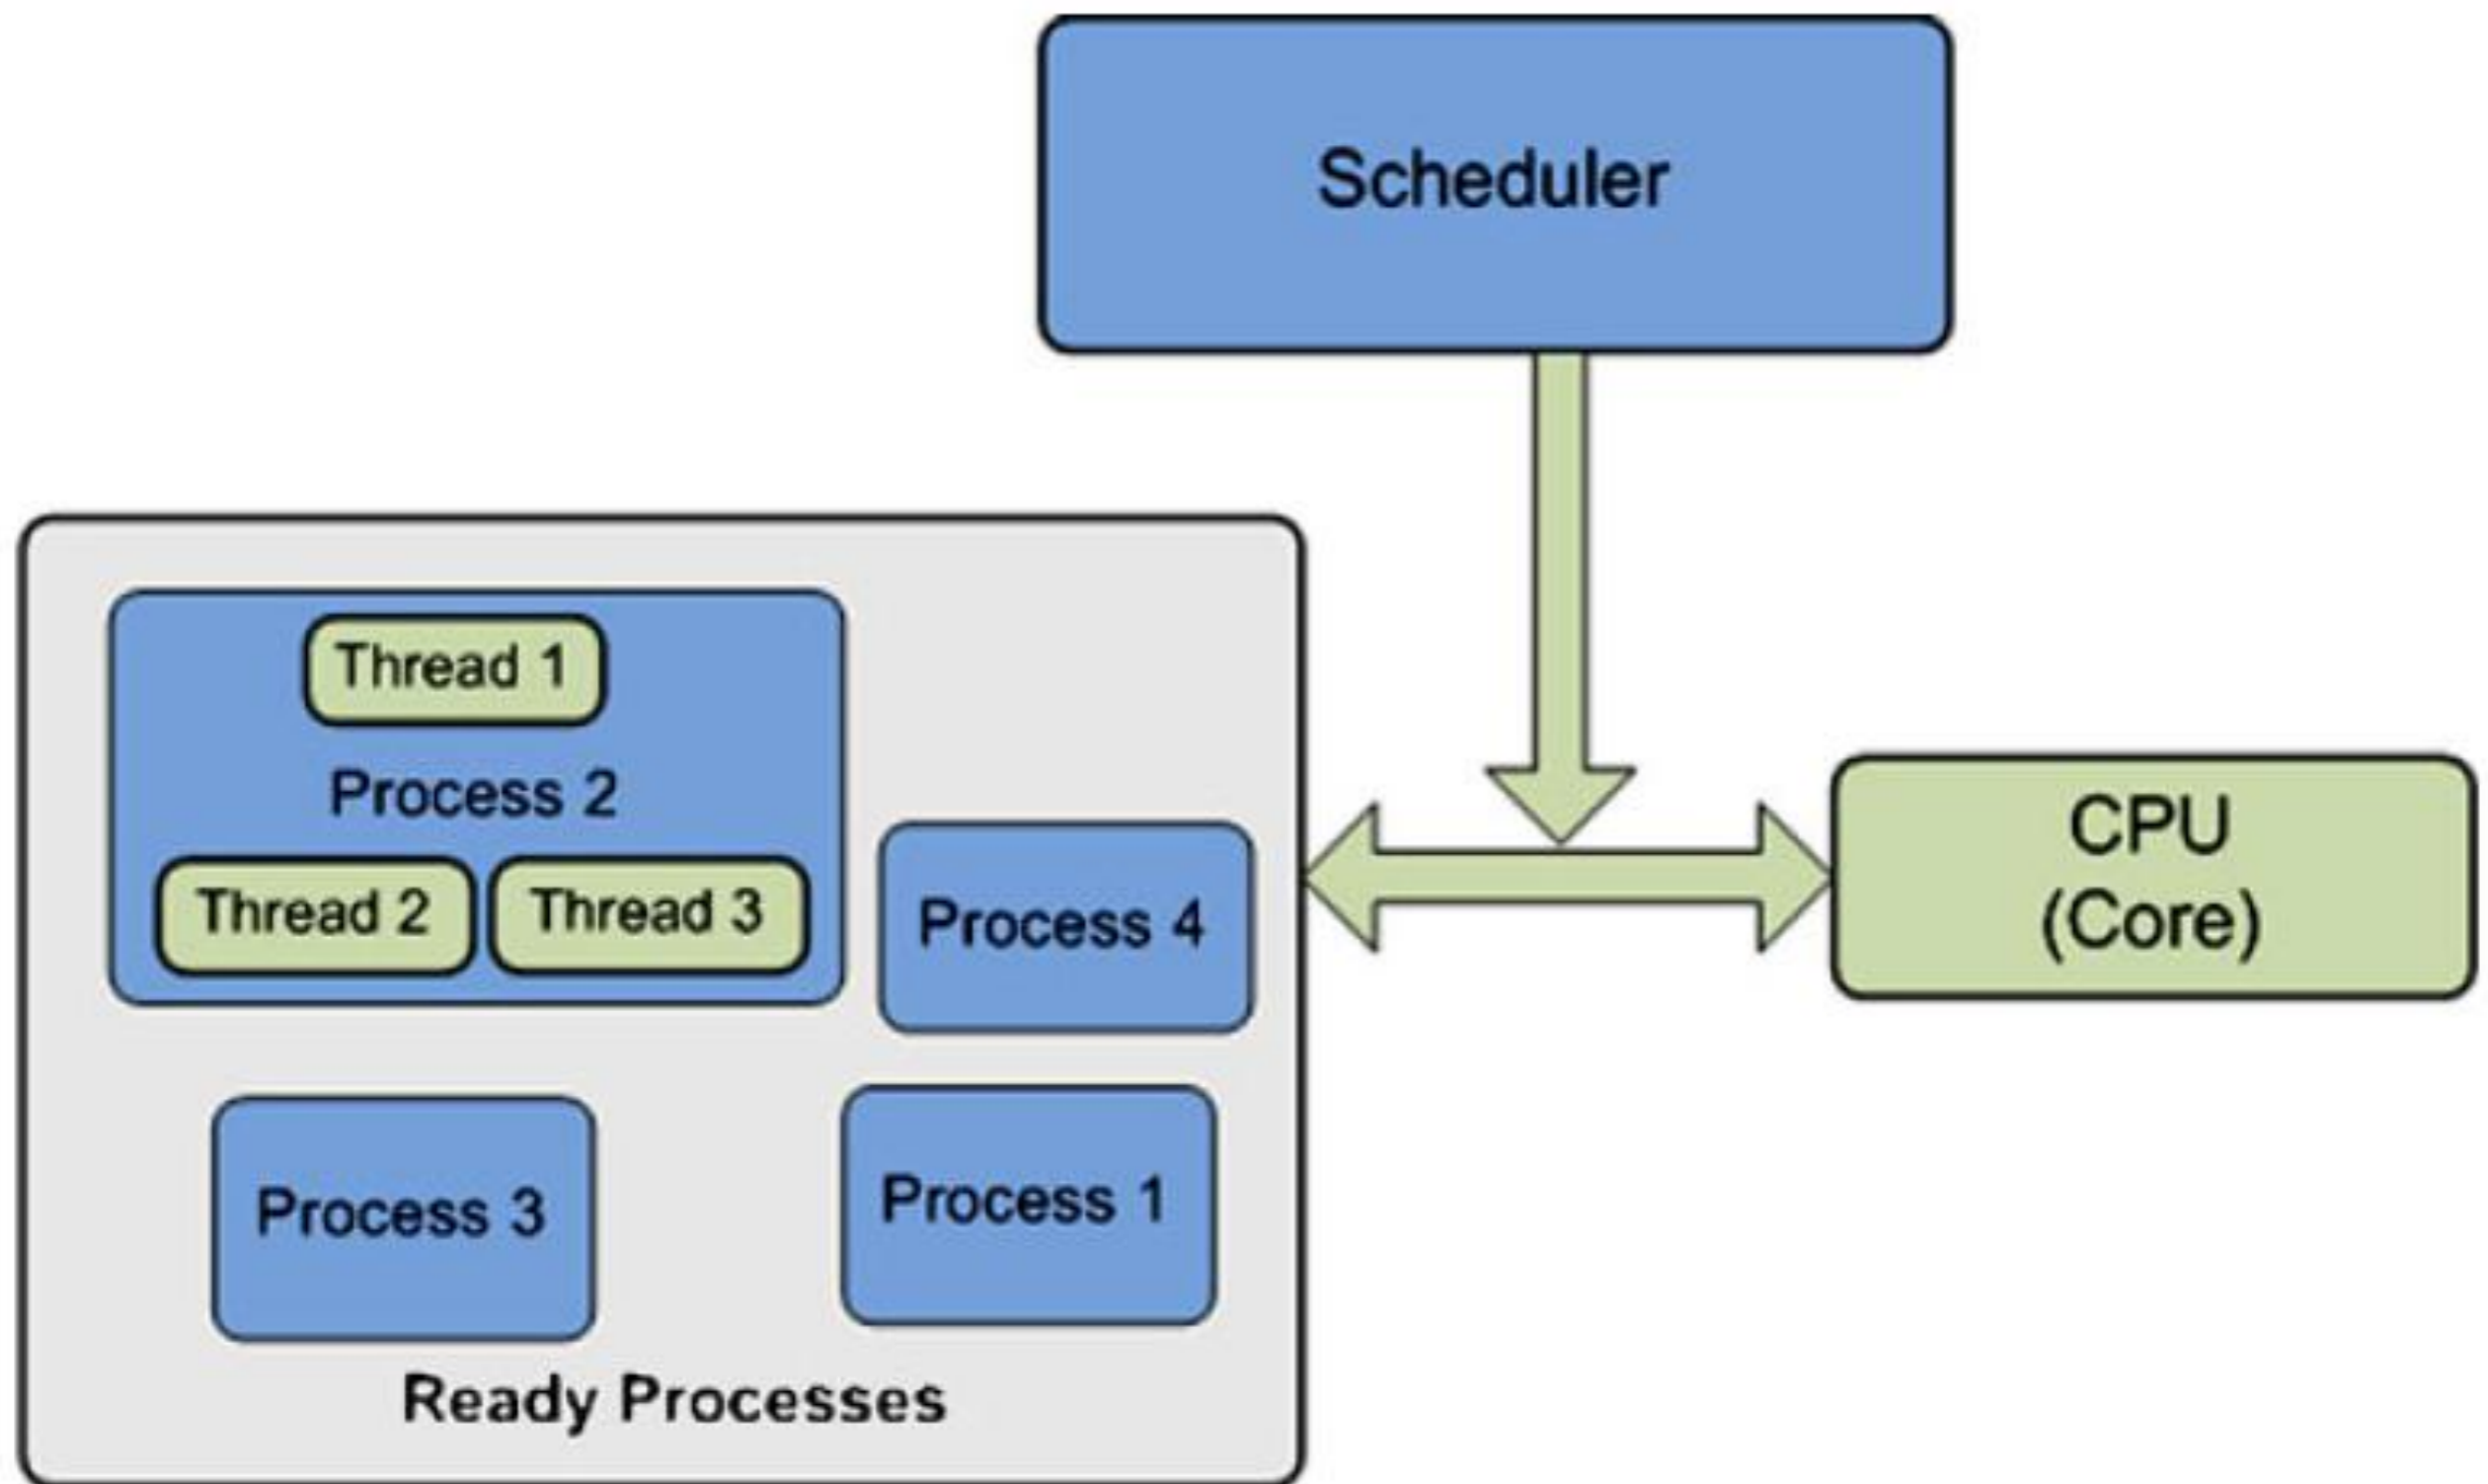 Scheduler
Thread 1
Process 2
Thread 2
Thread 3
Process 4
CPU
(Core)
Process 3
Process 1
Ready Processes